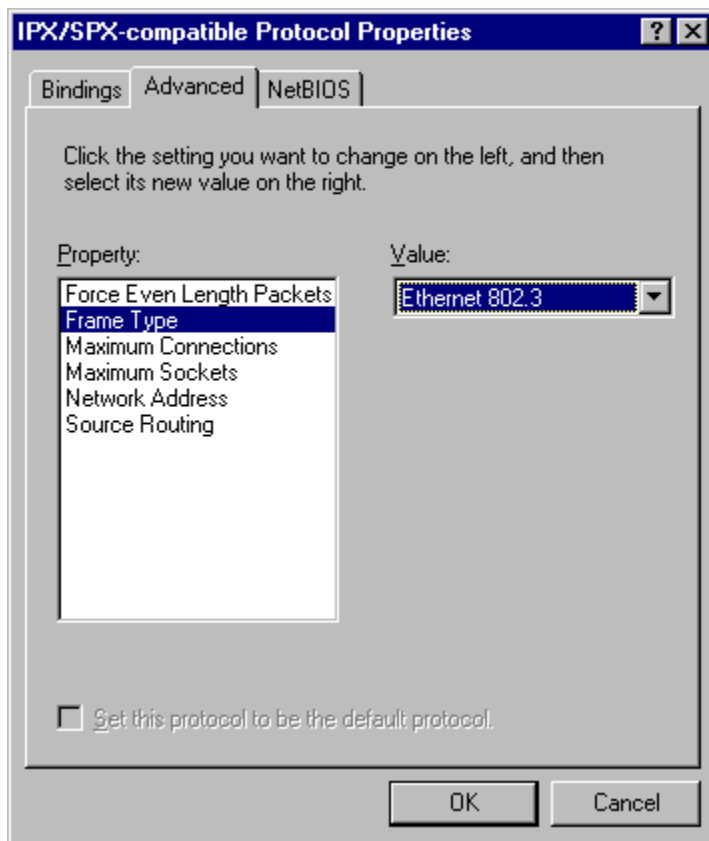 IPX/SPX-compatible Protocol Properties
Bindings Advanced NetBIOS
Click the setting you want to change on the left, and then
select its new value on the right.
Property: Value:
Force Even Length Packets Ethernet 802.3
Frame Type
Maximum Connections
Maximum Sockets
Network Address
Source Routing
Set this protocol to be the default protocol.
OK Cancel